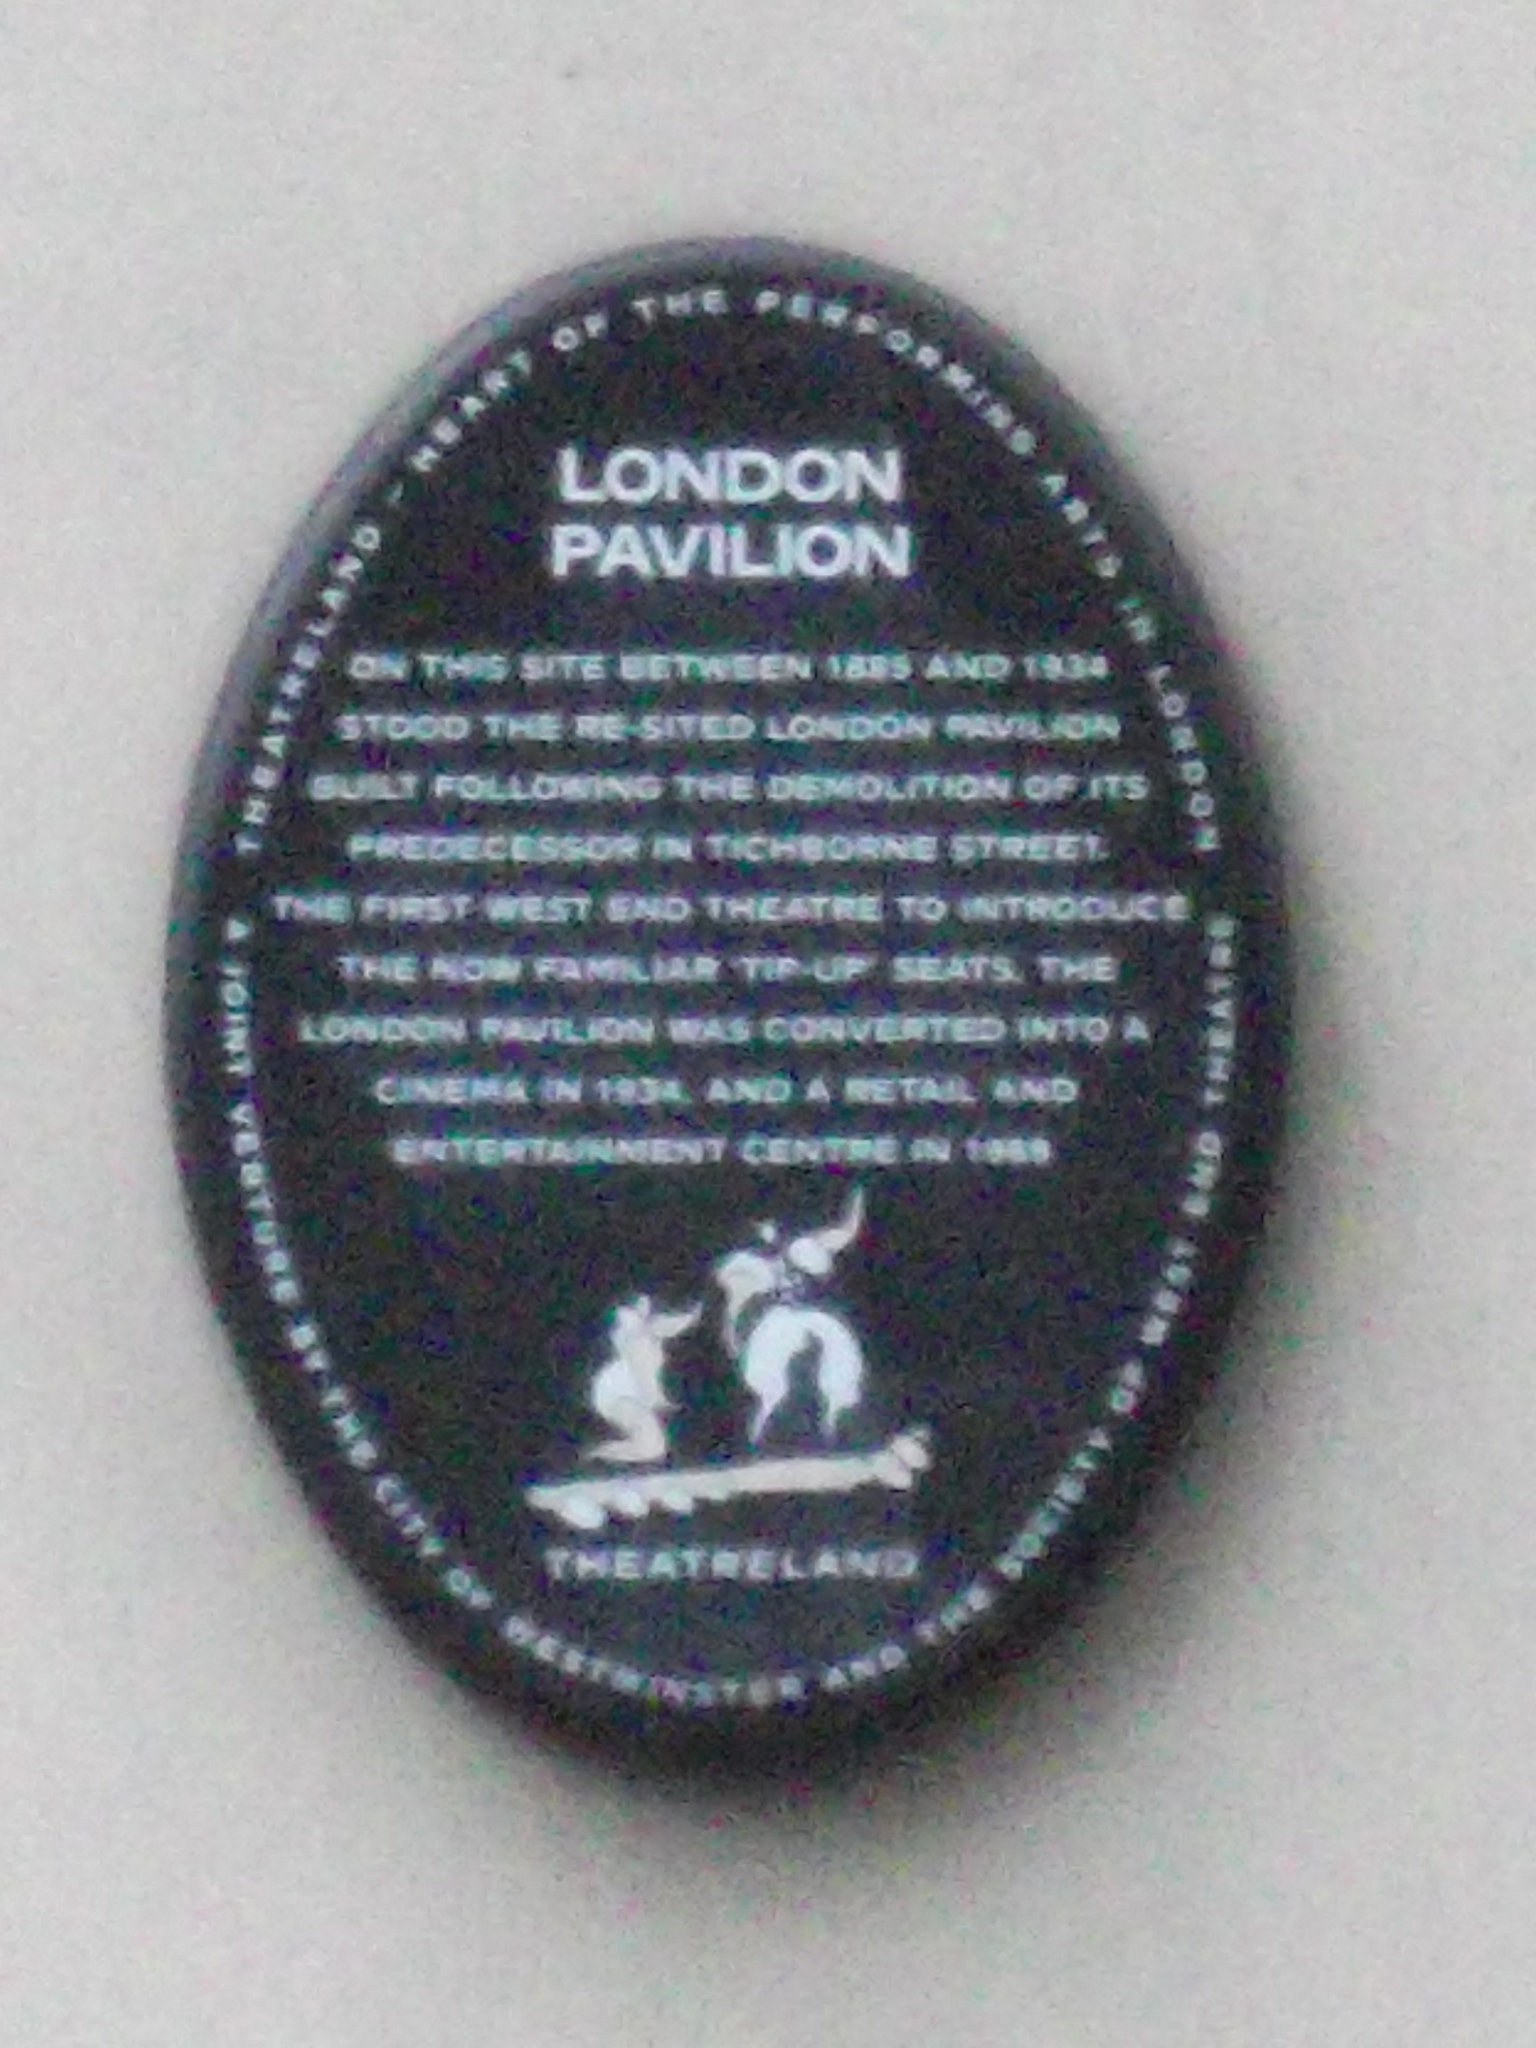 THEATRELAND - HEART OF THE PERFORMING ARTS IN LONDON
LONDON
PAVILION
ON THIS SITE BETWEEN 1885 AND 1934
STOOD THE RE-SITED LONDON PAVILION
BUILT FOLLOWING THE DEMOLITION OF ITS
PREDECESSOR IN TICHBORNE STREET.
THE FIRST WEST END THEATRE TO INTRODUCE
THE NOW FAMILIAR 'TIP-UP' SEATS, THE
LONDON PAVILION WAS CONVERTED INTO A
CINEMA IN 1934, AND A RETAIL AND
ENTERTAINMENT CENTRE IN
THEATRELAND
A JOINT VENTURE BETWEEN THE CITY OF WESTMINSTER AND THE SOCIETY OF WEST END THEATRE